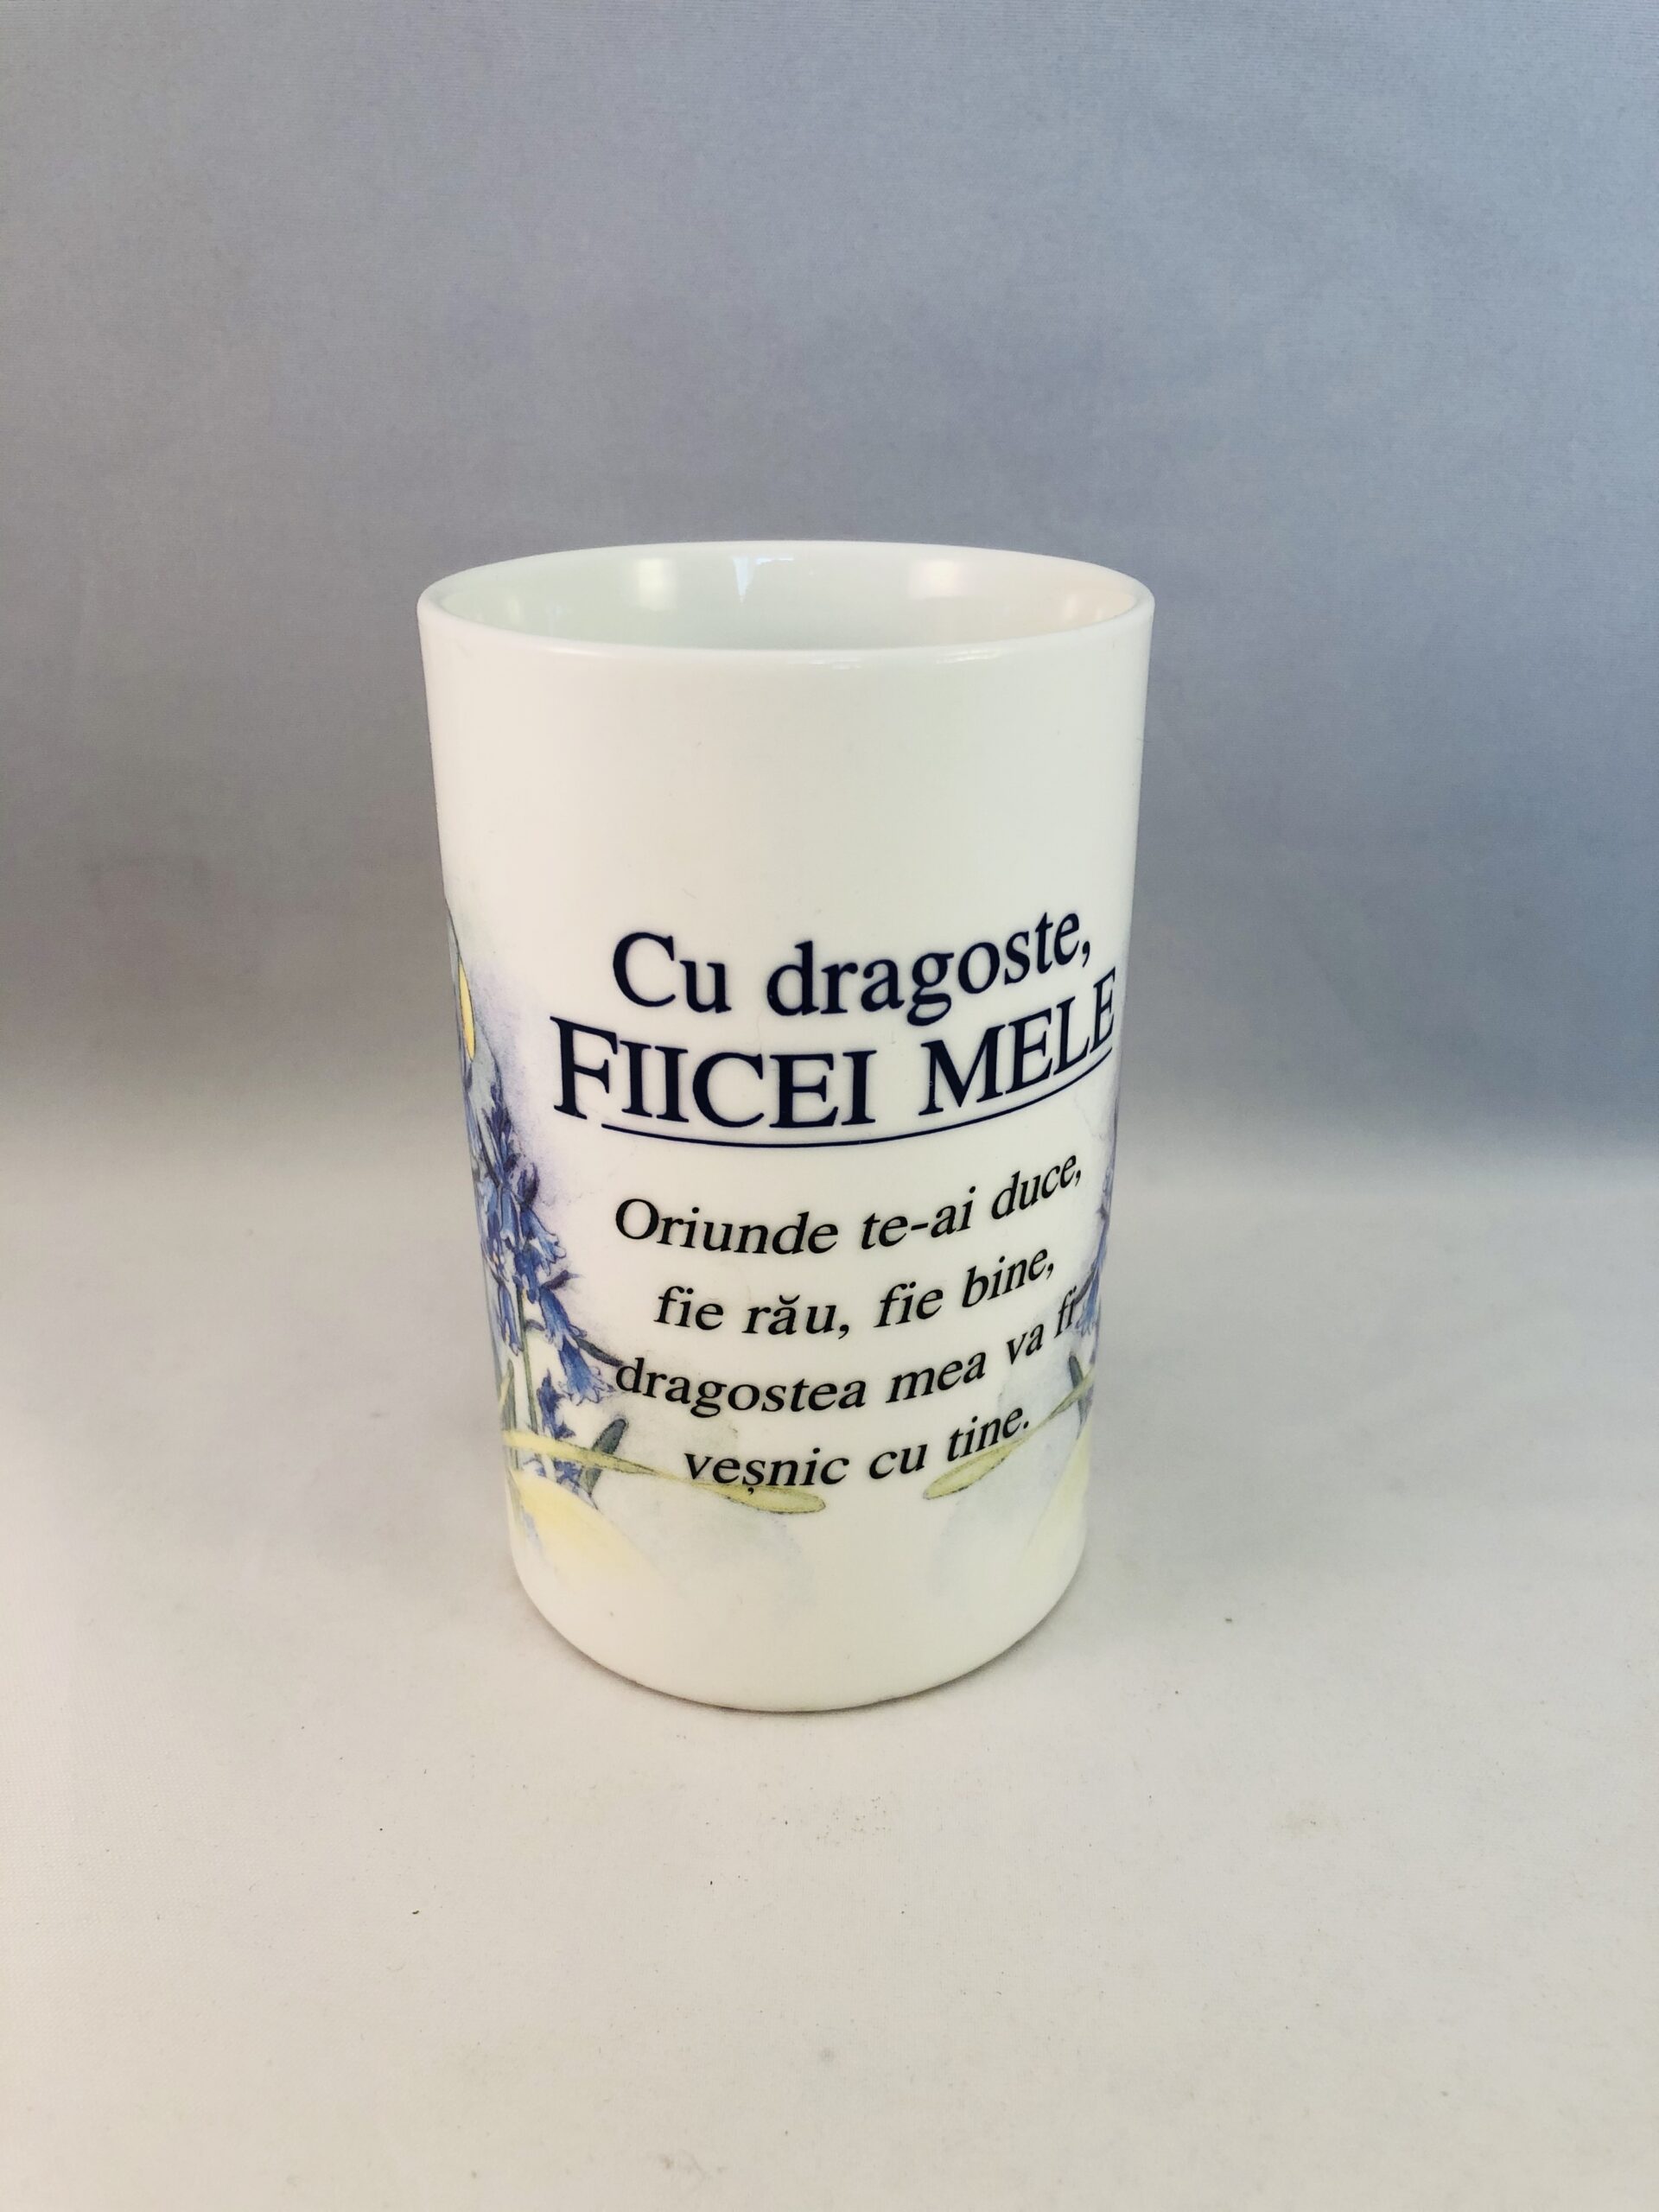 Cu dragoste,
FIICEI MELE
Oriunde te-ai duce,
fie rău, fie bine,
dragostea mea va fi
veșnic cu tine.